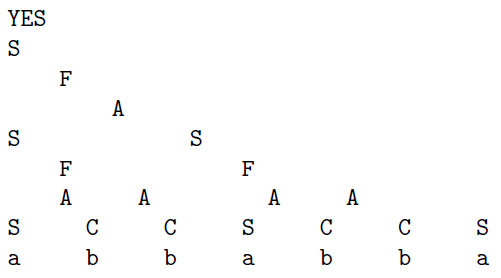 YES
S
    F
        A
S             S
    F             F
    A     A         A     A
S     C     C     S     C     C     S
a     b     b     a     b     b     a